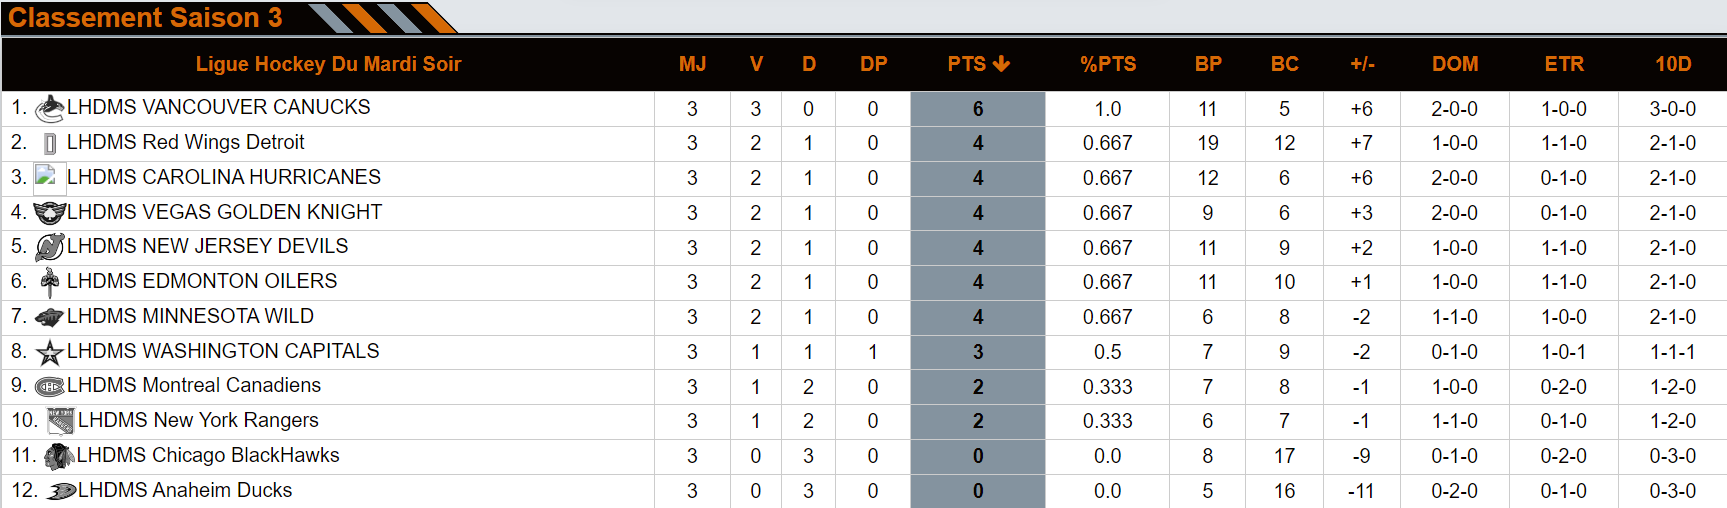 Classement Saison 3
Ligue Hockey Du Mardi Soir MJ V D DP PTS %PTS BP BC +/- DOM ETR 10D
1. LHDMS VANCOUVER CANUCKS 3 3 0 0 6 1.0 11 5 +6 2-0-0 1-0-0 3-0-0
2. LHDMS Red Wings Detroit 3 2 1 0 4 0.667 19 12 +7 1-0-0 1-1-0 2-1-0
3. LHDMS CAROLINA HURRICANES 3 2 1 0 4 0.667 12 6 +6 2-0-0 0-1-0 2-1-0
4. LHDMS VEGAS GOLDEN KNIGHT 3 2 1 0 4 0.667 9 6 +3 2-0-0 0-1-0 2-1-0
5. LHDMS NEW JERSEY DEVILS 3 2 1 0 4 0.667 11 9 +2 1-0-0 1-1-0 2-1-0
6. LHDMS EDMONTON OILERS 3 2 1 0 4 0.667 11 10 +1 1-0-0 1-1-0 2-1-0
7. LHDMS MINNESOTA WILD 3 2 1 0 4 0.667 6 8 -2 1-1-0 1-0-0 2-1-0
8. LHDMS WASHINGTON CAPITALS 3 1 1 1 3 0.5 7 9 -2 0-1-0 1-0-1 1-1-1
9. LHDMS Montreal Canadiens 3 1 2 0 2 0.333 7 8 -1 1-0-0 0-2-0 1-2-0
10. LHDMS New York Rangers 3 1 2 0 2 0.333 6 7 -1 1-1-0 0-1-0 1-2-0
11. LHDMS Chicago BlackHawks 3 0 3 0 0 0.0 8 17 -9 0-1-0 0-2-0 0-3-0
12. LHDMS Anaheim Ducks 3 0 3 0 0 0.0 5 16 -11 0-2-0 0-1-0 0-3-0